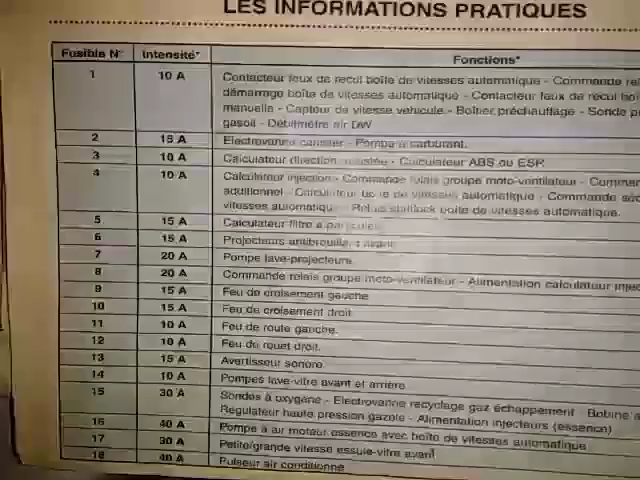 LES INFORMATIONS PRATIQUES
Fusible N° Intensité* Fonctions*
1 10 A Contacteur feux de recul boîte de vitesses automatique - Commande
démarrage boîte de vitesses automatique - Contacteur feux de recul
manuelle - Capteur de vitesse véhicule - Boîtier préchauffage - Sonde
gasoil - Débitmètre air DW
2 15 A Electrovanne canister - Pompe à carburant.
3 10 A Calculateur direction assistée - Calculateur ABS ou ESP.
4 10 A Calculateur injection - Commande relais groupe moto-ventilateur -
additionnel - Calculateur boîte de vitesses automatique - Commande
vitesses automatique - Relais shiftlock boîte de vitesses automatique.
5 15 A Calculateur filtre à particules
6 15 A Projecteurs antibrouillard avant
7 20 A Pompe lave-projecteurs
8 20 A Commande relais groupe moto-ventilateur - Alimentation calculateur
9 15 A Feu de croisement gauche
10 15 A Feu de croisement droit
11 10 A Feu de route gauche.
12 10 A Feu de rouet droit.
13 15 A Avertisseur sonore
14 10 A Pompes lave-vitre avant et arrière
15 30 A Sondes à oxygène - Electrovanne recyclage gaz échappement - Bobine
Régulateur haute pression gazole - Alimentation injecteurs (essence)
16 40 A Pompe à air moteur essence avec boîte de vitesses automatique
17 30 A Petite/grande vitesse essuie-vitre avant
18 40 A Pulseur air conditionné